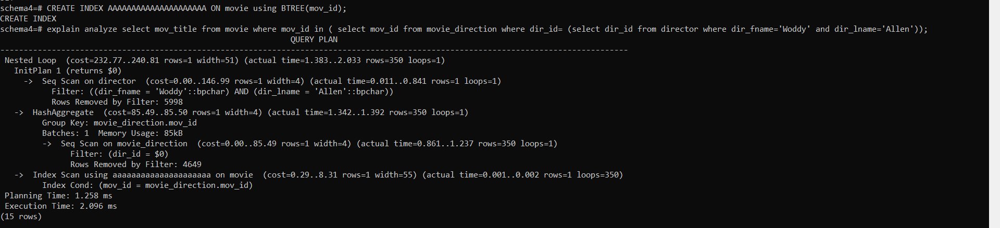 schema4=# CREATE INDEX AAAAAAAAAAAAAAAAAAAAA ON movie using BTREE(mov_id);
CREATE INDEX
schema4=# explain analyze select mov_title from movie where mov_id in ( select mov_id from movie_direction where dir_id= (select dir_id from director where dir_fname='Woddy' and dir_lname='Allen'));
QUERY PLAN
---------------------------------------------------------------------------------------------------------------------------------------
Nested Loop  (cost=232.77..240.81 rows=1 width=51) (actual time=1.383..2.033 rows=350 loops=1)
InitPlan 1 (returns $0)
->  Seq Scan on director  (cost=0.00..146.99 rows=1 width=4) (actual time=0.011..0.841 rows=1 loops=1)
Filter: ((dir_fname = 'Woddy'::bpchar) AND (dir_lname = 'Allen'::bpchar))
Rows Removed by Filter: 5998
->  HashAggregate  (cost=85.49..85.50 rows=1 width=4) (actual time=1.342..1.392 rows=350 loops=1)
Group Key: movie_direction.mov_id
Batches: 1  Memory Usage: 85kB
->  Seq Scan on movie_direction  (cost=0.00..85.49 rows=1 width=4) (actual time=0.861..1.237 rows=350 loops=1)
Filter: (dir_id = $0)
Rows Removed by Filter: 4649
->  Index Scan using aaaaaaaaaaaaaaaaaaaaa on movie  (cost=0.29..8.31 rows=1 width=55) (actual time=0.001..0.002 rows=1 loops=350)
Index Cond: (mov_id = movie_direction.mov_id)
Planning Time: 1.258 ms
Execution Time: 2.096 ms
(15 rows)